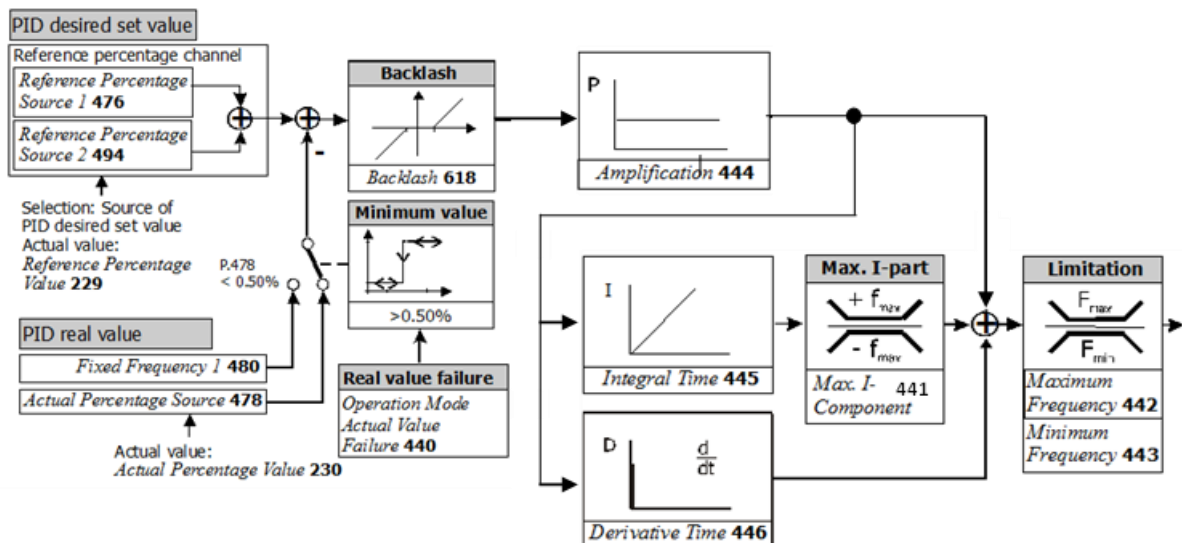 PID desired set value
Reference percentage channel
Reference Percentage
Source 1 476
Reference Percentage
Source 2 494
Selection: Source of
PID desired set value
Actual value:
Reference Percentage
Value 229
+
+
-
Backlash
Backlash 618
P
Amplification 444
Minimum value
>0.50%
P.478
< 0.50%
PID real value
Fixed Frequency 1 480
Actual Percentage Source 478
Actual value:
Actual Percentage Value 230
Real value failure
Operation Mode
Actual Value
Failure 440
I
Integral Time 445
Max. I-part
+ fmax
- fmax
Max. I-
Component 441
+
Limitation
Fmax
Fmin
Maximum
Frequency 442
Minimum
Frequency 443
D
d
dt
Derivative Time 446